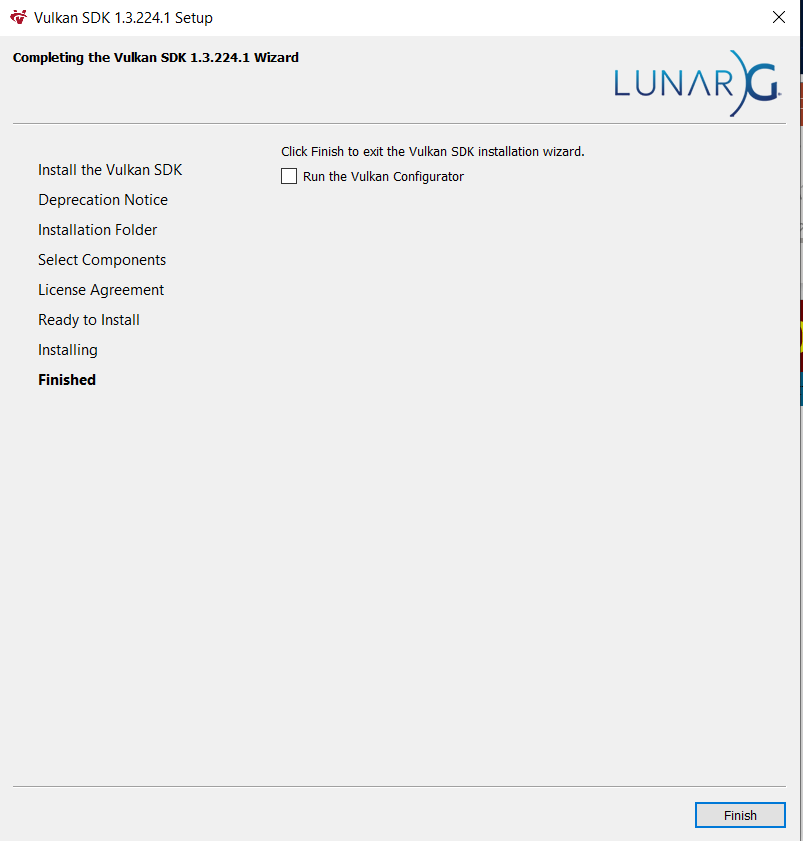 Vulkan SDK 1.3.224.1 Setup
Completing the Vulkan SDK 1.3.224.1 Wizard
LUNARG
Click Finish to exit the Vulkan SDK installation wizard.
Run the Vulkan Configurator
Install the Vulkan SDK
Deprecation Notice
Installation Folder
Select Components
License Agreement
Ready to Install
Installing
Finished
Finish